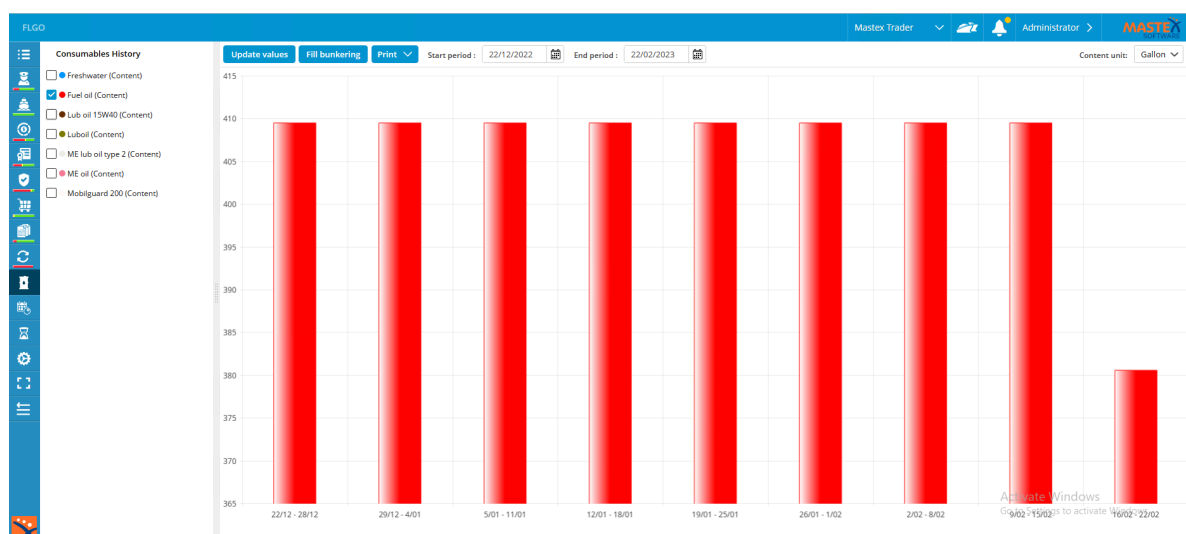 FLGO
Mastex Trader
Administrator
MASTEX
SOFTWARE
Consumables History
Update values
Fill bunkering
Print
Start period :
22/12/2022
End period :
22/02/2023
Content unit:
Gallon
Freshwater (Content)
Fuel oil (Content)
Lub oil 15W40 (Content)
Luboil (Content)
ME lub oil type 2 (Content)
ME oil (Content)
Mobilguard 200 (Content)
415
410
405
400
395
390
385
380
375
370
365
22/12 - 28/12
29/12 - 4/01
5/01 - 11/01
12/01 - 18/01
19/01 - 25/01
26/01 - 1/02
2/02 - 8/02
9/02 - 15/02
16/02 - 22/02
Activate Windows
Go to Settings to activate Windows.